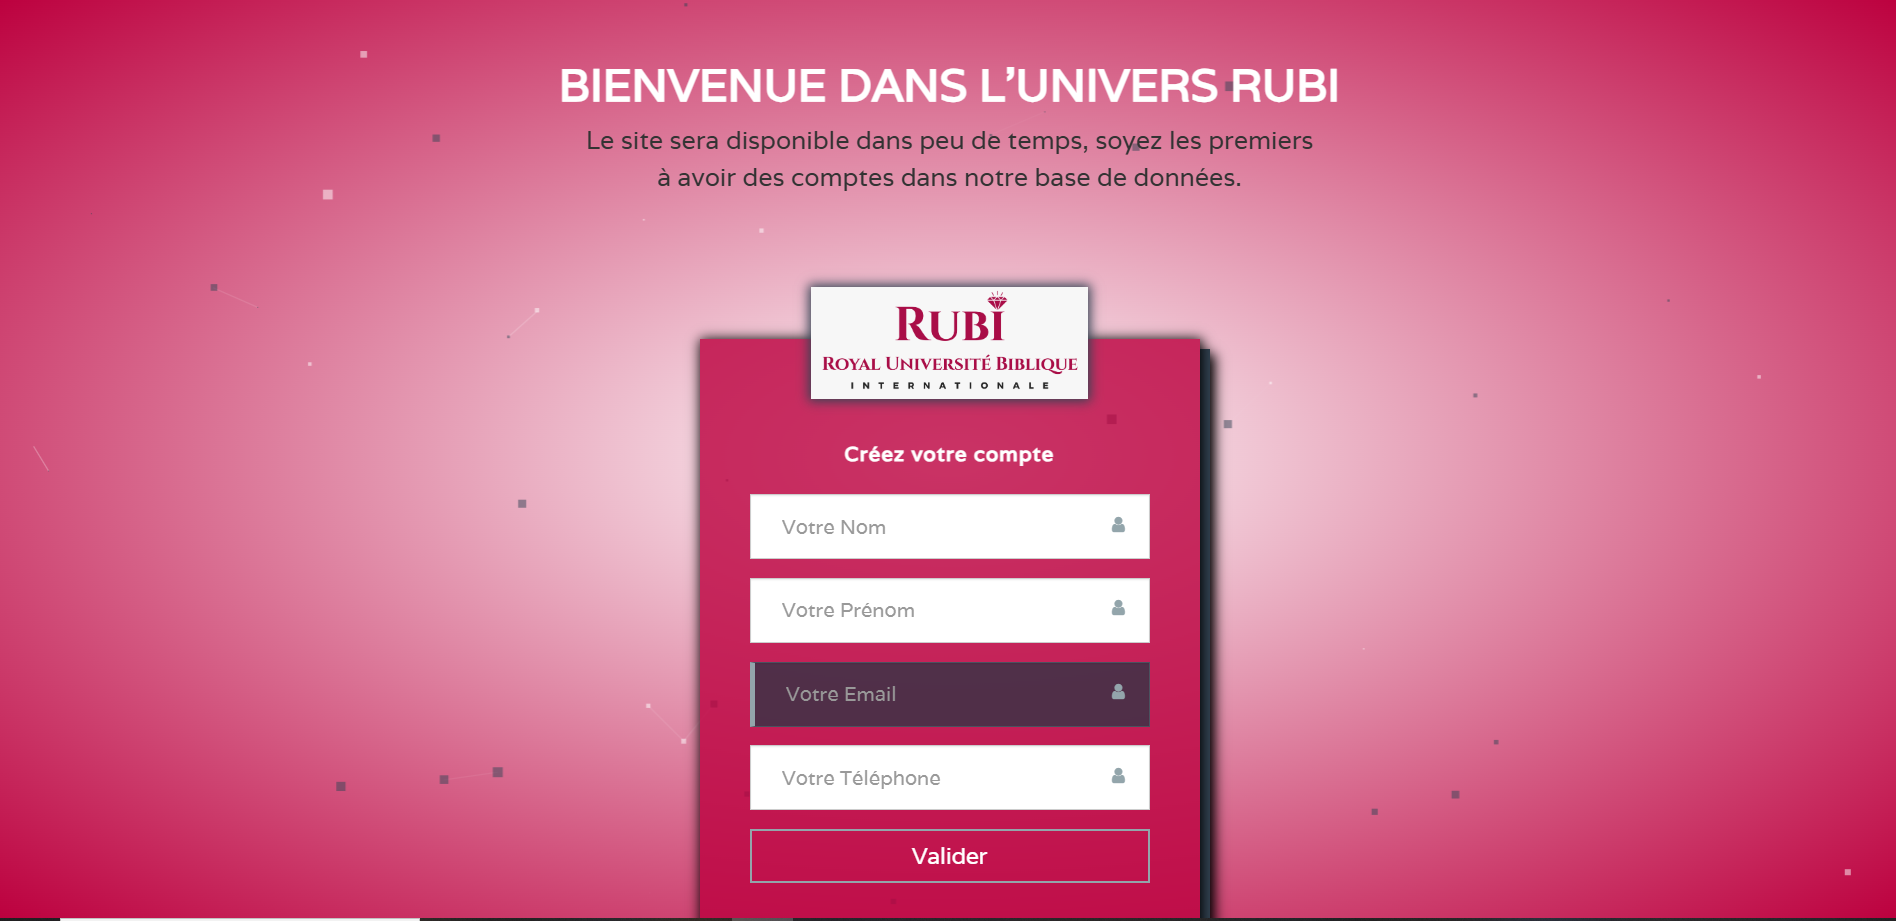 BIENVENUE DANS L'UNIVERS RUBI
Le site sera disponible dans peu de temps, soyez les premiers
à avoir des comptes dans notre base de données.
RUBI
ROYAL UNIVERSITÉ BIBLIQUE
INTERNATIONALE
Créez votre compte
Votre Nom
Votre Prénom
Votre Email
Votre Téléphone
Valider